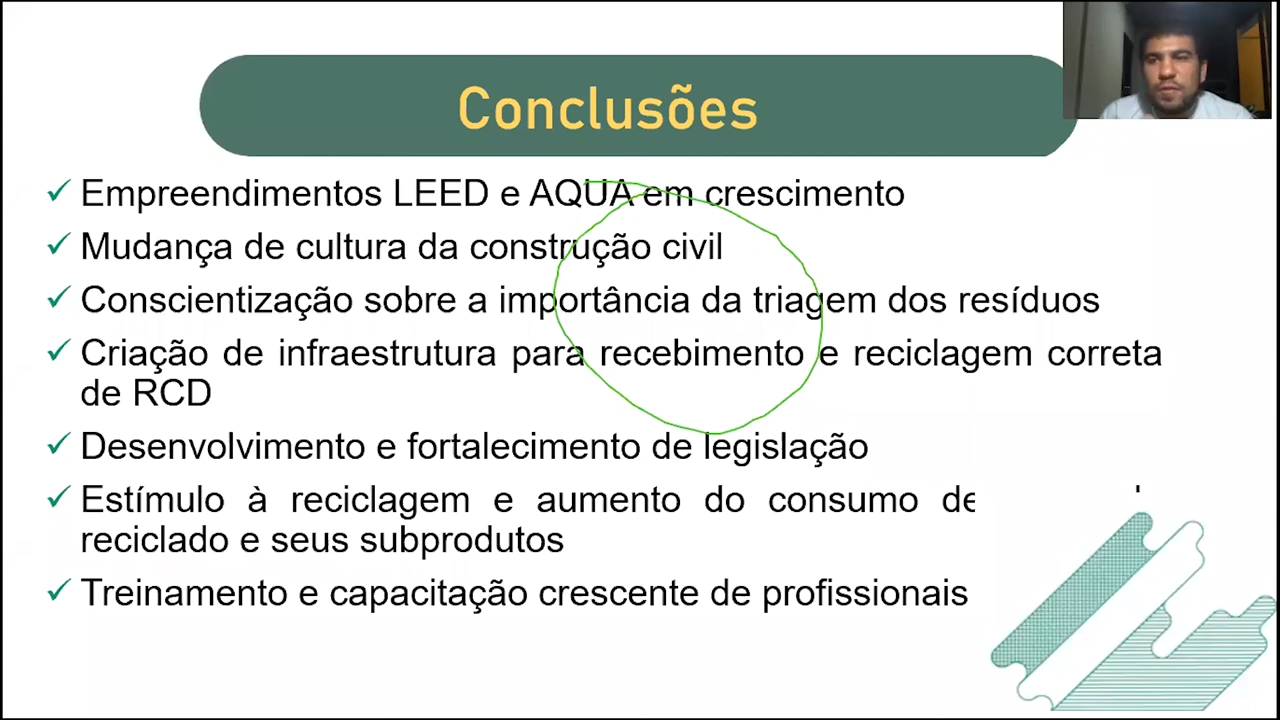 Conclusões
✓ Empreendimentos LEED e AQUA em crescimento
✓ Mudança de cultura da construção civil
✓ Conscientização sobre a importância da triagem dos resíduos
✓ Criação de infraestrutura para recebimento e reciclagem correta
de RCD
✓ Desenvolvimento e fortalecimento de legislação
✓ Estímulo à reciclagem e aumento do consumo de
reciclado e seus subprodutos
✓ Treinamento e capacitação crescente de profissionais